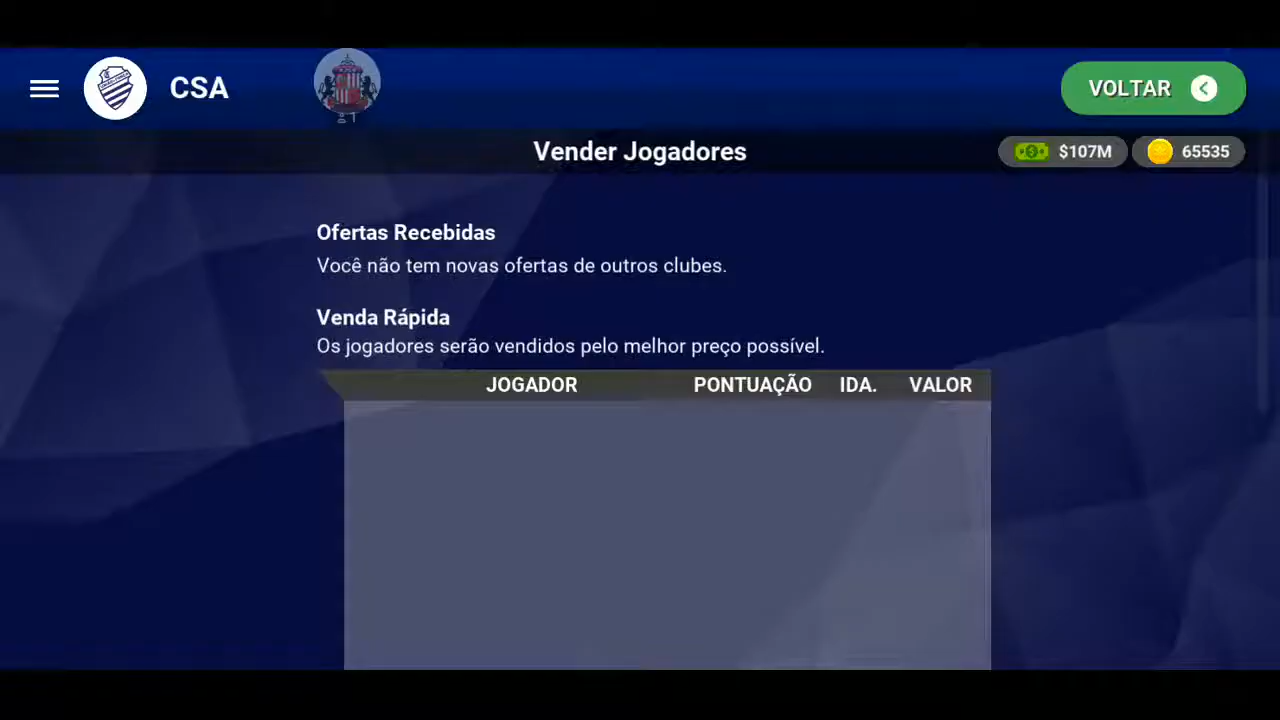 CSA
VOLTAR
Vender Jogadores
$107M
65535
Ofertas Recebidas
Você não tem novas ofertas de outros clubes.
Venda Rápida
Os jogadores serão vendidos pelo melhor preço possível.
JOGADOR PONTUAÇÃO IDA. VALOR